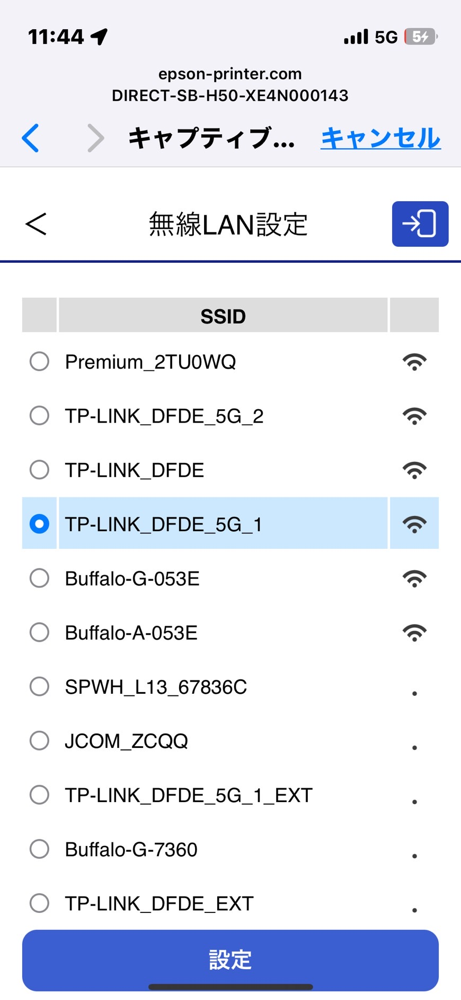 11:44
5G
5
epson-printer.com
DIRECT-SB-H50-XE4N000143
キャプティブ...
キャンセル
<
無線LAN設定
SSID
Premium_2TU0WQ
TP-LINK_DFDE_5G_2
TP-LINK_DFDE
TP-LINK_DFDE_5G_1
Buffalo-G-053E
Buffalo-A-053E
SPWH_L13_67836C
JCOM_ZCQQ
TP-LINK_DFDE_5G_1_EXT
Buffalo-G-7360
TP-LINK_DFDE_EXT
設定